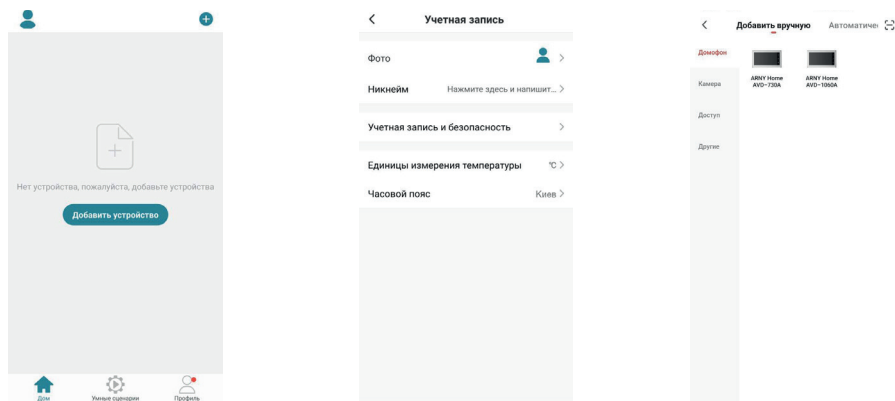 Нет устройства, пожалуйста, добавьте устройства
Добавить устройство
Дом
Умные сценарии
Профиль
Учетная запись
Фото
Никнейм
Нажмите здесь и напишит...
Учетная запись и безопасность
Единицы измерения температуры
°C
Часовой пояс
Киев
Добавить вручную
Автоматичес
Домофон
Камера
Доступ
Другие
ARNY Home
AVD-730A
ARNY Home
AVD-1060A